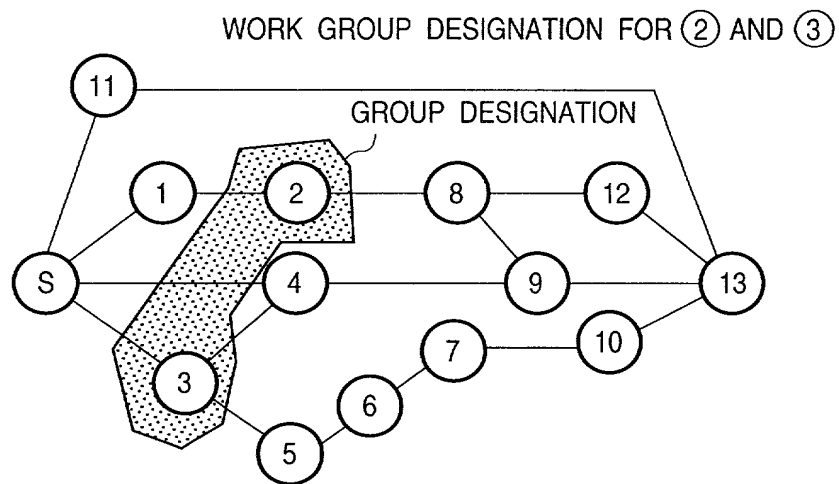 WORK GROUP DESIGNATION FOR ② AND ③
11
GROUP DESIGNATION
1 2 8 12
S 4 9 13
7 10
3 6
5